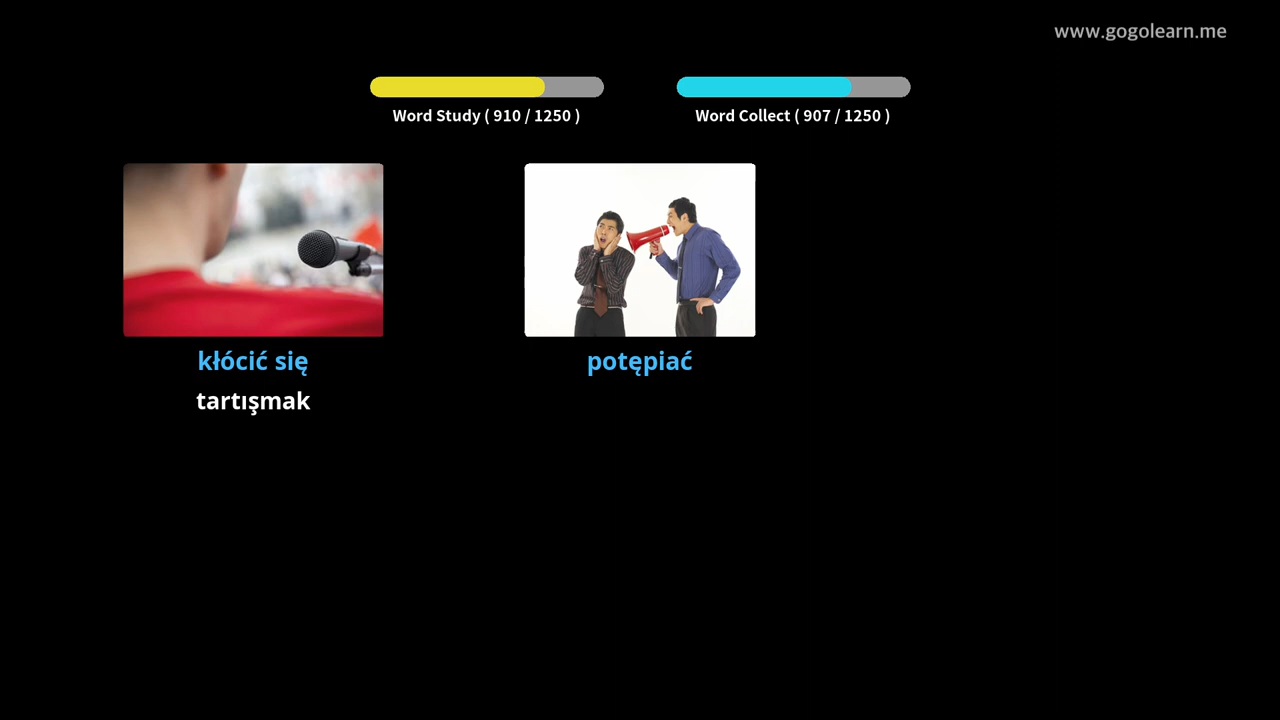 www.gogolearn.me
Word Study ( 910 / 1250 )
Word Collect ( 907 / 1250 )
kłócić się
tartışmak
potępiać